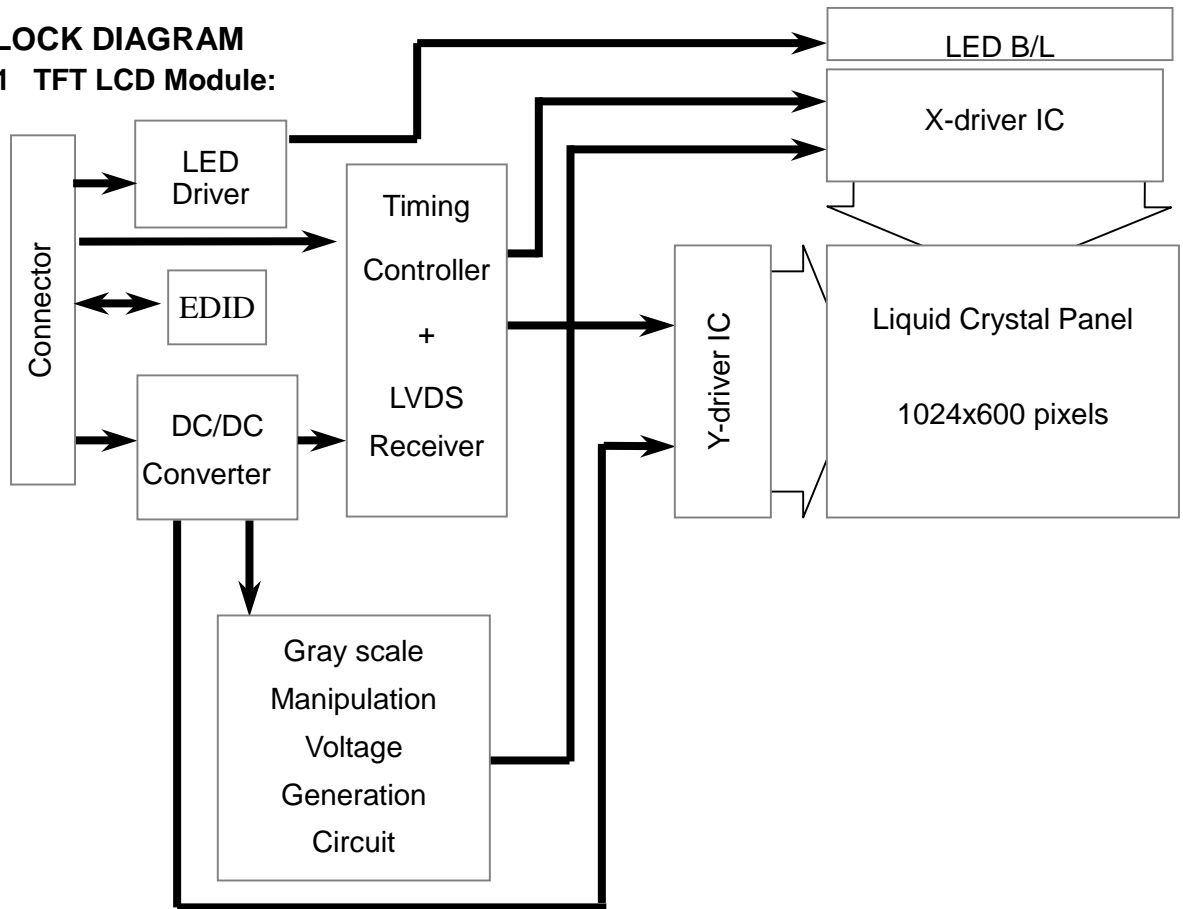 LOCK DIAGRAM
1 TFT LCD Module:
LED B/L
X-driver IC
LED
Driver
Timing
Controller
+
LVDS
Receiver
Connector
EDID
DC/DC
Converter
Y-driver IC
Liquid Crystal Panel
1024x600 pixels
Gray scale
Manipulation
Voltage
Generation
Circuit